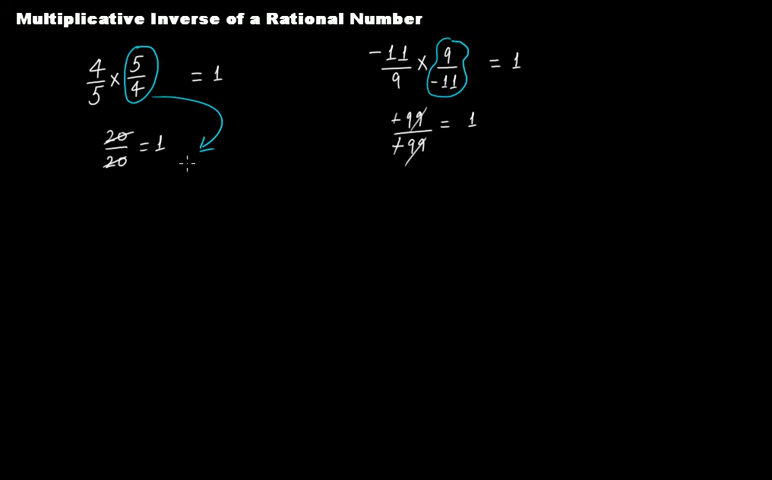 Multiplicative Inverse of a Rational Number
4/5 × 5/4 = 1
20/20 = 1
-11/9 × 9/-11 = 1
+99/+99 = 1